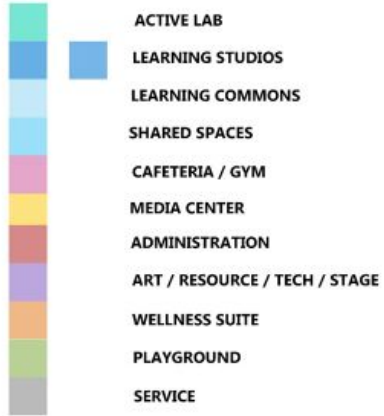 ACTIVE LAB
LEARNING STUDIOS
LEARNING COMMONS
SHARED SPACES
CAFETERIA / GYM
MEDIA CENTER
ADMINISTRATION
ART / RESOURCE / TECH / STAGE
WELLNESS SUITE
PLAYGROUND
SERVICE